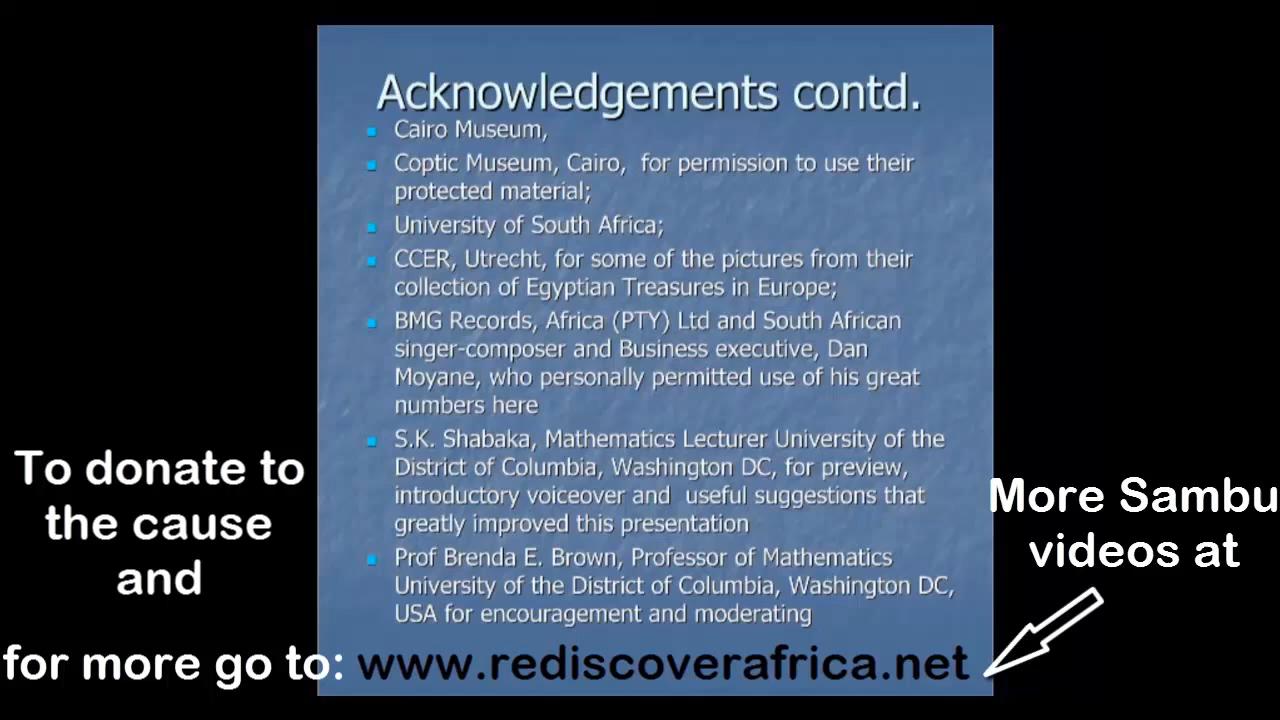 Acknowledgements contd.
Cairo Museum,
Coptic Museum, Cairo, for permission to use their
protected material;
University of South Africa;
CCER, Utrecht, for some of the pictures from their
collection of Egyptian Treasures in Europe;
BMG Records, Africa (PTY) Ltd and South African
singer-composer and Business executive, Dan
Moyane, who personally permitted use of his great
numbers here
S.K. Shabaka, Mathematics Lecturer University of the
District of Columbia, Washington DC, for preview,
introductory voiceover and useful suggestions that
greatly improved this presentation
Prof Brenda E. Brown, Professor of Mathematics
University of the District of Columbia, Washington DC,
USA for encouragement and moderating
To donate to
the cause
and
for more go to: www.rediscoverafrica.net
More Sambu
videos at